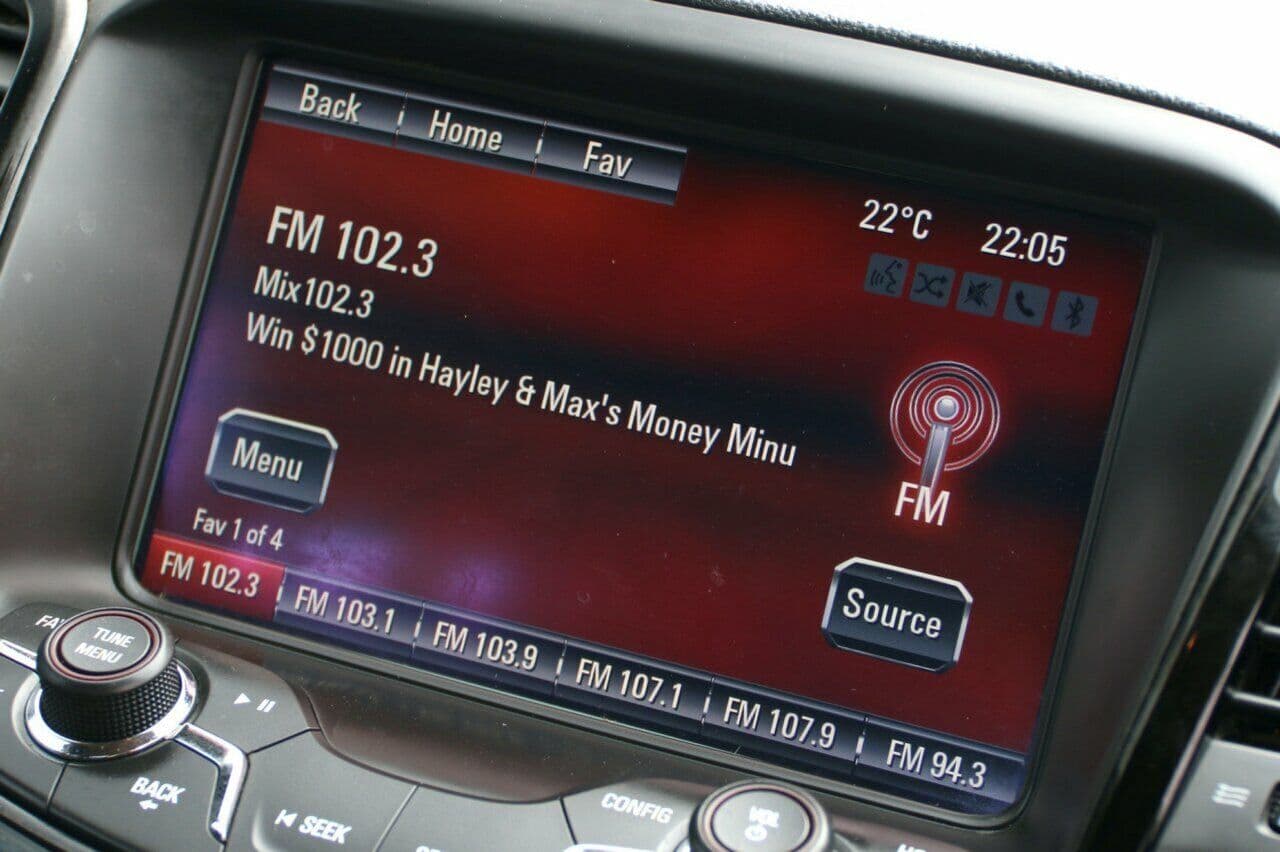 Back Home Fav
22°C 22:05
FM 102.3
Mix102.3
Win $1000 in Hayley & Max's Money Minu
FM
Menu
Source
Fav 1 of 4
FM 102.3 FM 103.1 FM 103.9 FM 107.1 FM 107.9 FM 94.3
TUNE
MENU
BACK
SEEK
CONFIG
VOL